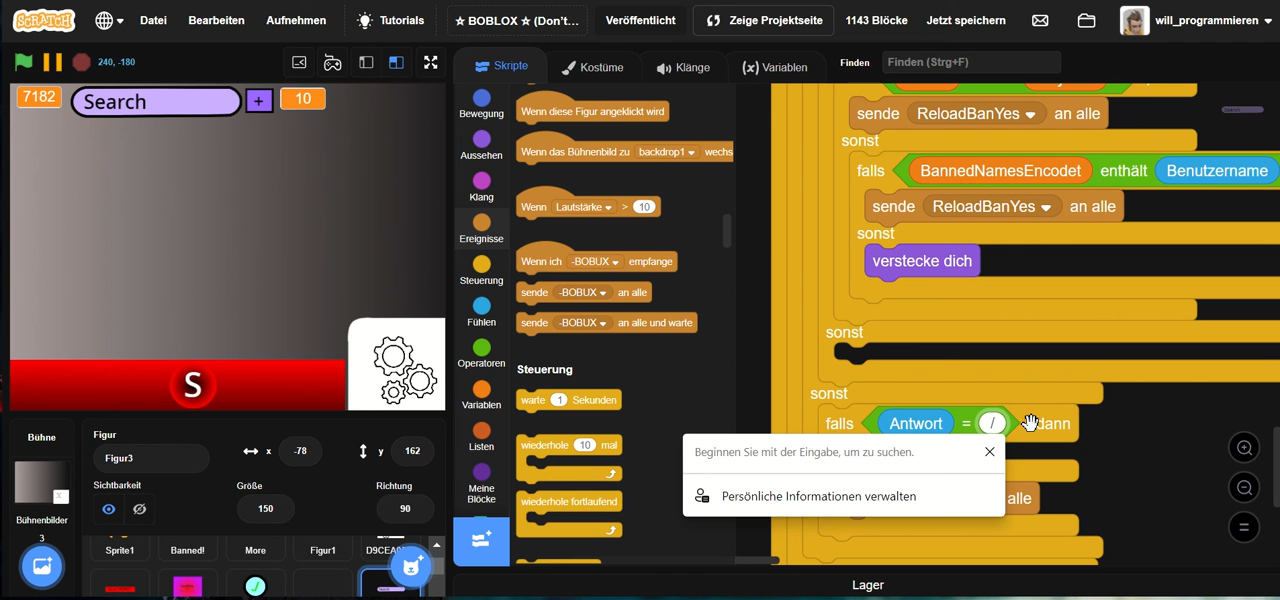 SCRATCH Datei Bearbeiten Aufnehmen Tutorials ★ BOBLOX ★ (Don't... Veröffentlicht Zeige Projektseite 1143 Blöcke Jetzt speichern will_programmieren
240, -180
Skripte Kostüme Klänge (x) Variablen Finden Finden (Strg+F)
7182 Search + 10
S
Bewegung
Aussehen
Klang
Ereignisse
Steuerung
Fühlen
Operatoren
Variablen
Listen
Meine
Blöcke
Wenn diese Figur angeklickt wird
Wenn das Bühnenbild zu backdrop1 wechs
Wenn Lautstärke > 10
Wenn ich -BOBUX empfange
sende -BOBUX an alle
sende -BOBUX an alle und warte
Steuerung
warte 1 Sekunden
wiederhole 10 mal
wiederhole fortlaufend
sende ReloadBanYes an alle
sonst
falls BannedNamesEncodet enthält Benutzername
sende ReloadBanYes an alle
sonst
verstecke dich
sonst
sonst
falls Antwort = / dann
Beginnen Sie mit der Eingabe, um zu suchen.
Persönliche Informationen verwalten
alle
Lager
Figur
Figur3 x -78 y 162
Sichtbarkeit Größe Richtung
150 90
Bühne
Bühnenbilder
3
Sprite1 Banned! More Figur1